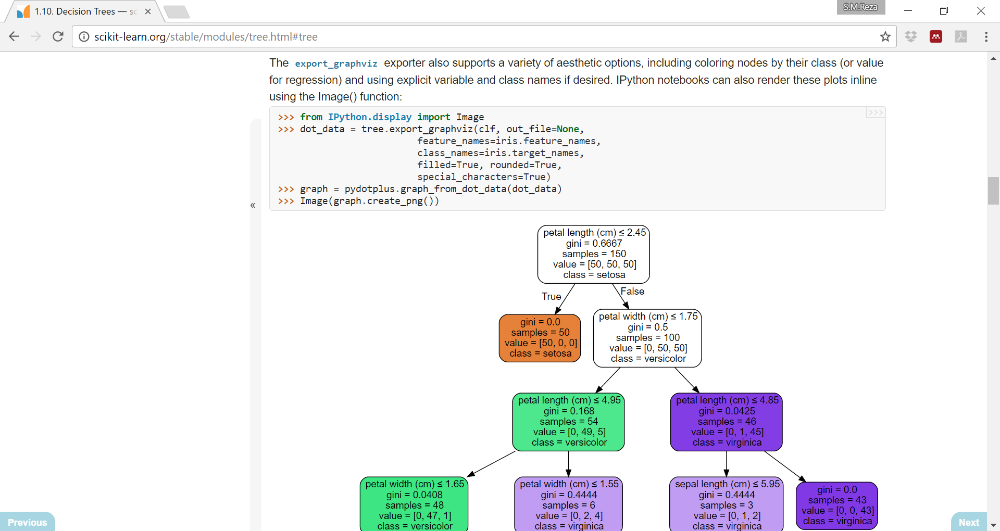 1.10. Decision Trees — sc
S.M.Reza
scikit-learn.org/stable/modules/tree.html#tree
The export_graphviz exporter also supports a variety of aesthetic options, including coloring nodes by their class (or value
for regression) and using explicit variable and class names if desired. IPython notebooks can also render these plots inline
using the Image() function:
>>>
>>> from IPython.display import Image
>>> dot_data = tree.export_graphviz(clf, out_file=None,
feature_names=iris.feature_names,
class_names=iris.target_names,
filled=True, rounded=True,
special_characters=True)
>>> graph = pydotplus.graph_from_dot_data(dot_data)
>>> Image(graph.create_png())
«
petal length (cm) ≤ 2.45
gini = 0.6667
samples = 150
value = [50, 50, 50]
class = setosa
True
False
gini = 0.0
samples = 50
value = [50, 0, 0]
class = setosa
petal width (cm) ≤ 1.75
gini = 0.5
samples = 100
value = [0, 50, 50]
class = versicolor
petal length (cm) ≤ 4.95
gini = 0.168
samples = 54
value = [0, 49, 5]
class = versicolor
petal length (cm) ≤ 4.85
gini = 0.0425
samples = 46
value = [0, 1, 45]
class = virginica
petal width (cm) ≤ 1.65
gini = 0.0408
samples = 48
value = [0, 47, 1]
class = versicolor
petal width (cm) ≤ 1.55
gini = 0.4444
samples = 6
value = [0, 2, 4]
class = virginica
sepal length (cm) ≤ 5.95
gini = 0.4444
samples = 3
value = [0, 1, 2]
class = virginica
gini = 0.0
samples = 43
value = [0, 0, 43]
class = virginica
Previous
Next